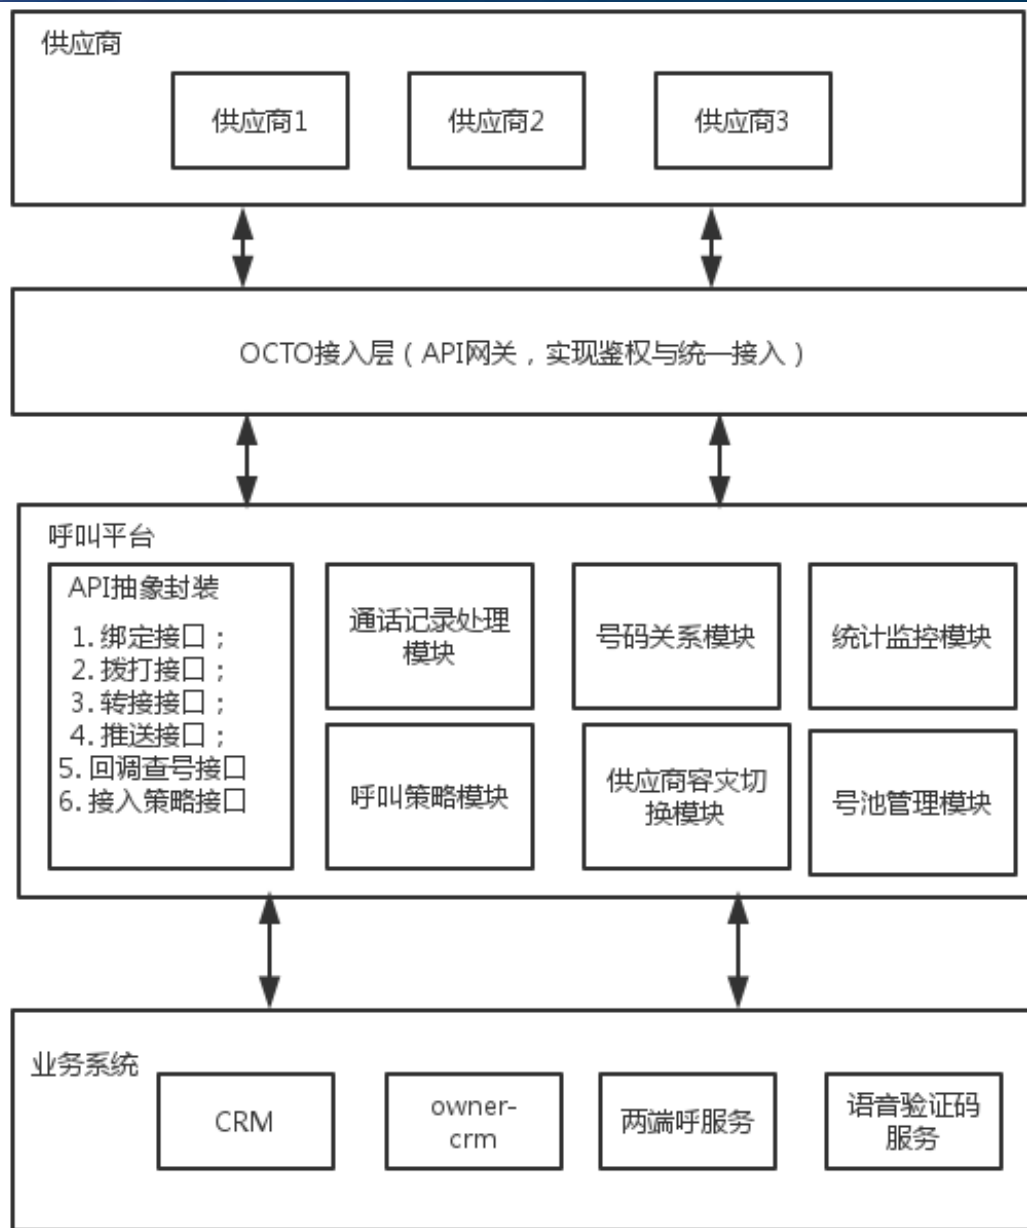 供应商
供应商1
供应商2
供应商3
OCTO接入层（API网关，实现鉴权与统一接入）
呼叫平台
API抽象封装
1. 绑定接口；
2. 拨打接口；
3. 转接接口；
4. 推送接口；
5. 回调查号接口
6. 接入策略接口
通话记录处理
模块
号码关系模块
统计监控模块
呼叫策略模块
供应商容灾切
换模块
号池管理模块
业务系统
CRM
owner-
crm
两端呼服务
语音验证码
服务